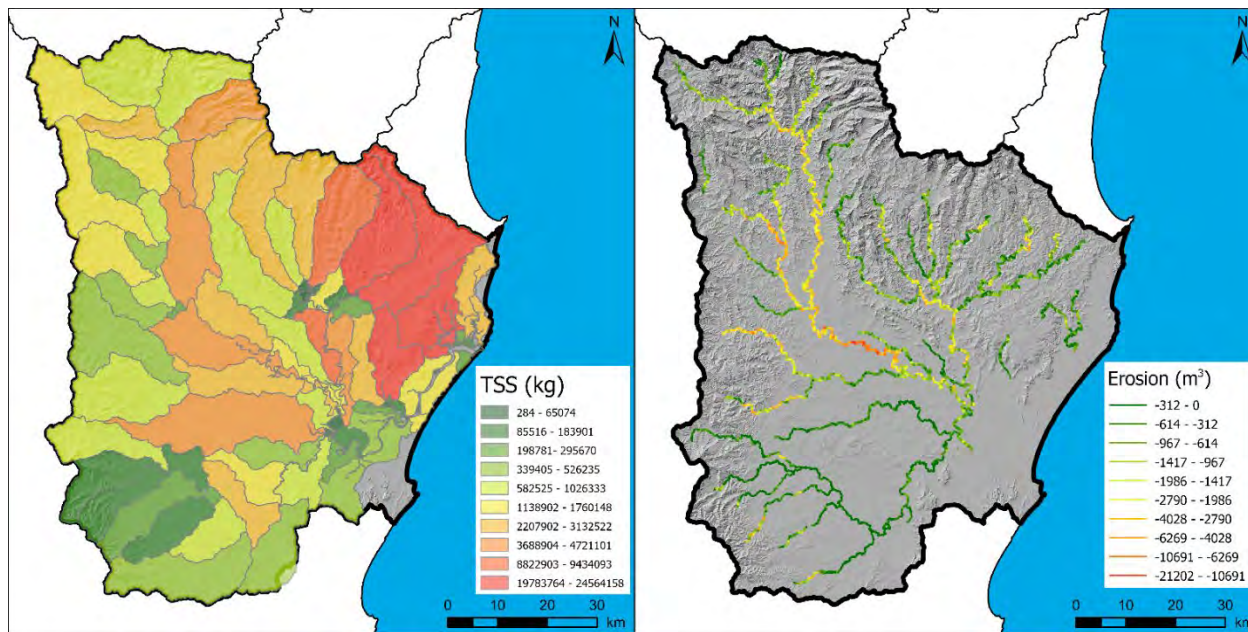 N
TSS (kg)
284 - 65074
85516 - 183901
198781 - 295670
339405 - 526235
582525 - 1026333
1138902 - 1760148
2207902 - 3132522
3688904 - 4721101
8822903 - 9434093
19783764 - 24564158
0 10 20 30
km
N
Erosion (m³)
-312 - 0
-614 - -312
-967 - -614
-1417 - -967
-1986 - -1417
-2790 - -1986
-4028 - -2790
-6269 - -4028
-10691 - -6269
-21202 - -10691
0 10 20 30
km